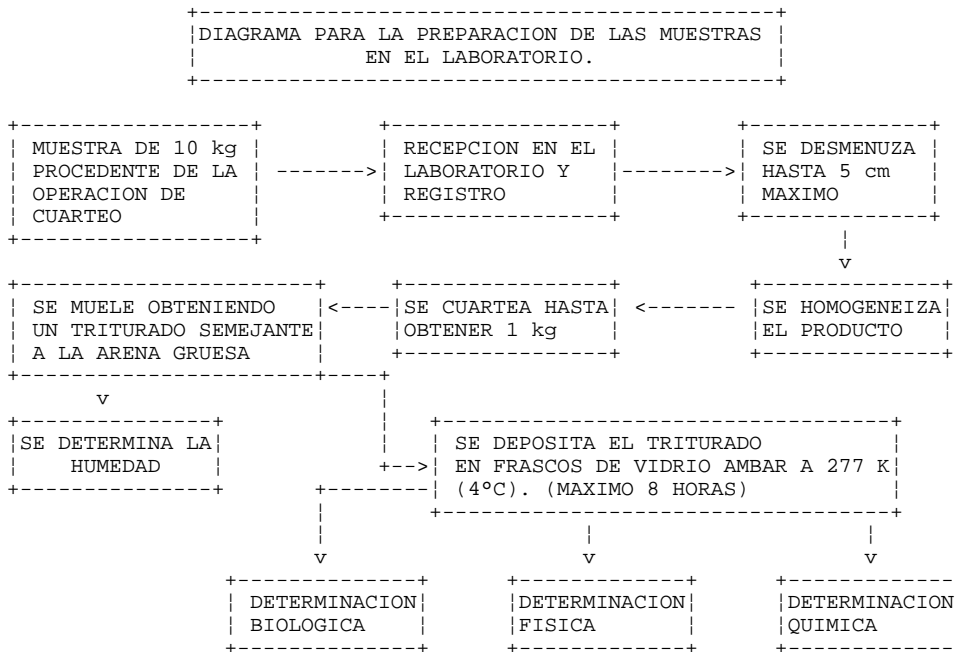 DIAGRAMA PARA LA PREPARACION DE LAS MUESTRAS
EN EL LABORATORIO.
MUESTRA DE 10 kg
PROCEDENTE DE LA
OPERACION DE
CUARTEO
RECEPCION EN EL
LABORATORIO Y
REGISTRO
SE DESMENUZA
HASTA 5 cm
MAXIMO
SE HOMOGENEIZA
EL PRODUCTO
SE CUARTEA HASTA
OBTENER 1 kg
SE MUELE OBTENIENDO
UN TRITURADO SEMEJANTE
A LA ARENA GRUESA
SE DETERMINA LA
HUMEDAD
SE DEPOSITA EL TRITURADO
EN FRASCOS DE VIDRIO AMBAR A 277 K
(4ºC). (MAXIMO 8 HORAS)
DETERMINACION
BIOLOGICA
DETERMINACION
FISICA
DETERMINACION
QUIMICA